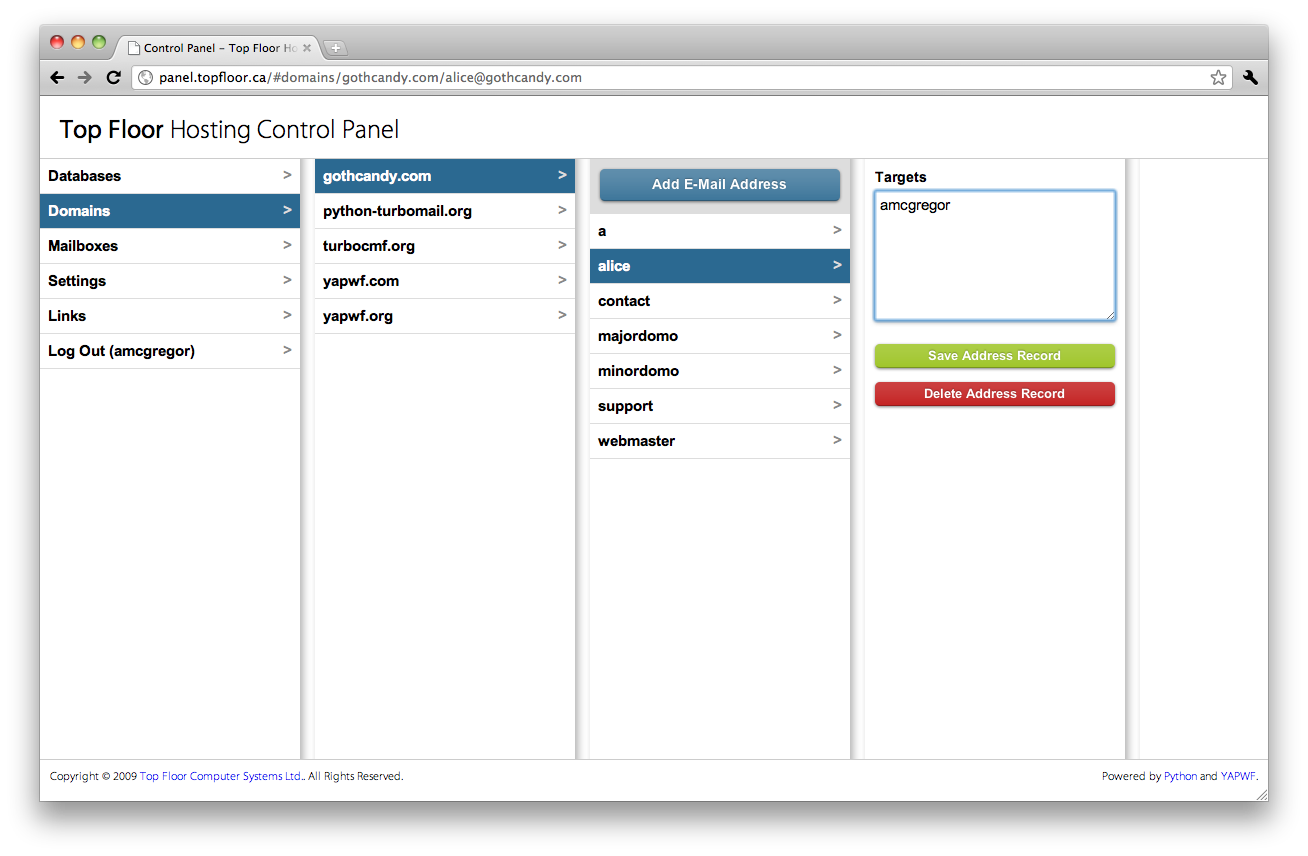 Control Panel – Top Floor Ho
panel.topfloor.ca/#domains/gothcandy.com/alice@gothcandy.com
Top Floor Hosting Control Panel
Databases >
Domains >
Mailboxes >
Settings >
Links >
Log Out (amcgregor) >
gothcandy.com >
python-turbomail.org >
turbocmf.org >
yapwf.com >
yapwf.org >
Add E-Mail Address
a >
alice >
contact >
majordomo >
minordomo >
support >
webmaster >
Targets
amcgregor
Save Address Record
Delete Address Record
Copyright © 2009 Top Floor Computer Systems Ltd.. All Rights Reserved.
Powered by Python and YAPWF.